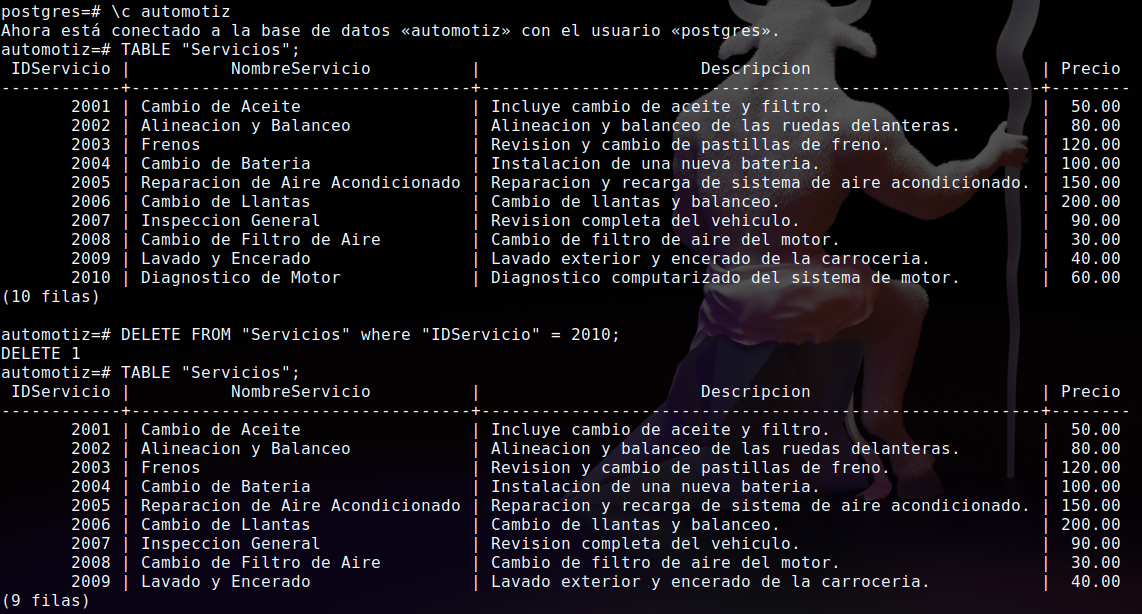 postgres=# \c automotiz
Ahora está conectado a la base de datos «automotiz» con el usuario «postgres».
automotiz=# TABLE "Servicios";
 IDServicio |          NombreServicio          |                      Descripcion                       | Precio
------------+----------------------------------+--------------------------------------------------------+--------
       2001 | Cambio de Aceite                 | Incluye cambio de aceite y filtro.                     |  50.00
       2002 | Alineacion y Balanceo            | Alineacion y balanceo de las ruedas delanteras.        |  80.00
       2003 | Frenos                           | Revision y cambio de pastillas de freno.               | 120.00
       2004 | Cambio de Bateria                | Instalacion de una nueva bateria.                      | 100.00
       2005 | Reparacion de Aire Acondicionado | Reparacion y recarga de sistema de aire acondicionado. | 150.00
       2006 | Cambio de Llantas                | Cambio de llantas y balanceo.                          | 200.00
       2007 | Inspeccion General               | Revision completa del vehiculo.                        |  90.00
       2008 | Cambio de Filtro de Aire         | Cambio de filtro de aire del motor.                    |  30.00
       2009 | Lavado y Encerado                | Lavado exterior y encerado de la carroceria.           |  40.00
       2010 | Diagnostico de Motor             | Diagnostico computarizado del sistema de motor.        |  60.00
(10 filas)

automotiz=# DELETE FROM "Servicios" where "IDServicio" = 2010;
DELETE 1
automotiz=# TABLE "Servicios";
 IDServicio |          NombreServicio          |                      Descripcion                       | Precio
------------+----------------------------------+--------------------------------------------------------+--------
       2001 | Cambio de Aceite                 | Incluye cambio de aceite y filtro.                     |  50.00
       2002 | Alineacion y Balanceo            | Alineacion y balanceo de las ruedas delanteras.        |  80.00
       2003 | Frenos                           | Revision y cambio de pastillas de freno.               | 120.00
       2004 | Cambio de Bateria                | Instalacion de una nueva bateria.                      | 100.00
       2005 | Reparacion de Aire Acondicionado | Reparacion y recarga de sistema de aire acondicionado. | 150.00
       2006 | Cambio de Llantas                | Cambio de llantas y balanceo.                          | 200.00
       2007 | Inspeccion General               | Revision completa del vehiculo.                        |  90.00
       2008 | Cambio de Filtro de Aire         | Cambio de filtro de aire del motor.                    |  30.00
       2009 | Lavado y Encerado                | Lavado exterior y encerado de la carroceria.           |  40.00
(9 filas)